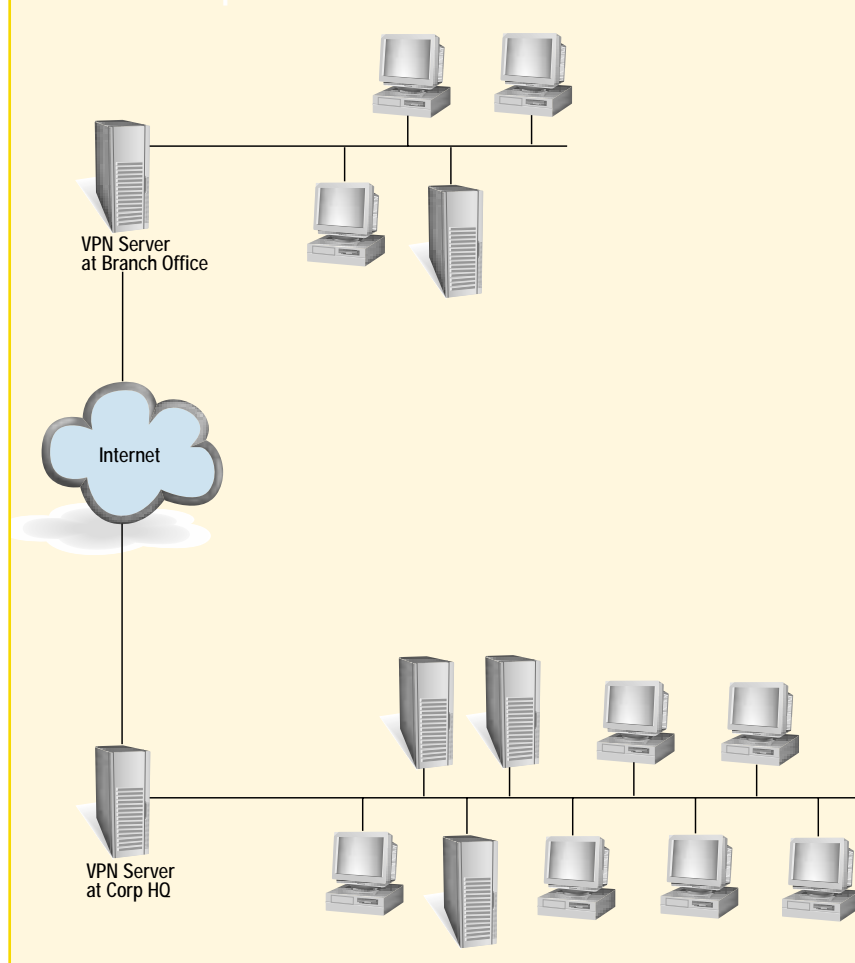 VPN Server
at Branch Office
Internet
VPN Server
at Corp HQ